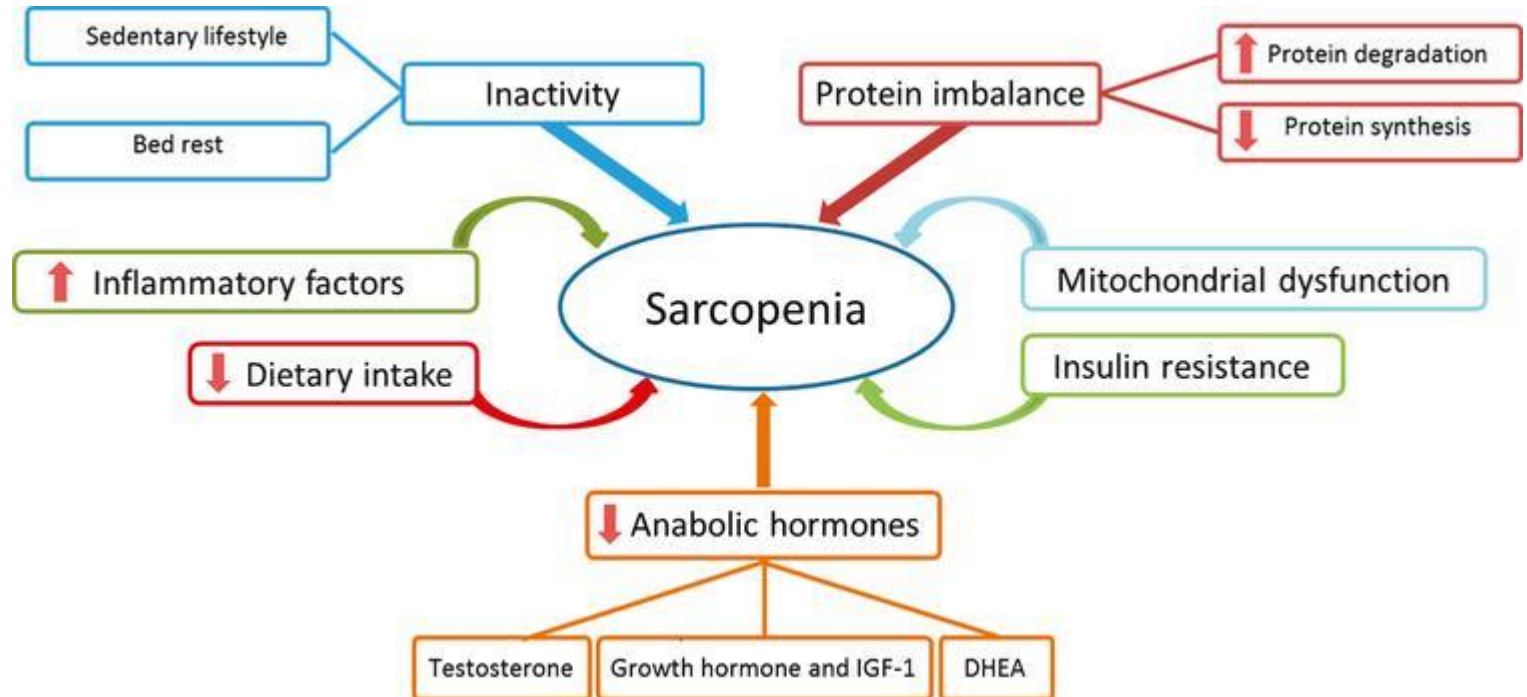 Sedentary lifestyle
Inactivity
Bed rest
Protein imbalance
Protein degradation
Protein synthesis
Inflammatory factors
Dietary intake
Sarcopenia
Mitochondrial dysfunction
Insulin resistance
Anabolic hormones
Testosterone
Growth hormone and IGF-1
DHEA